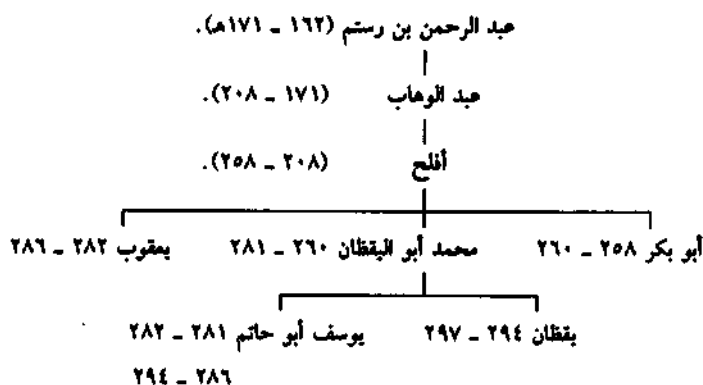 عبد الرحمن بن رستم (١٦٢ ـ ١٧١هـ).
عبد الوهاب (١٧١ ـ ٢٠٨).
أفلح (٢٠٨ ـ ٢٥٨).
أبو بكر ٢٥٨ ـ ٢٦٠ محمد أبو اليقظان ٢٦٠ ـ ٢٨١ يعقوب ٢٨٢ ـ ٢٨٦
يقظان ٢٩٤ ـ ٢٩٧ يوسف أبو حاتم ٢٨١ ـ ٢٨٢
٢٨٦ ـ ٢٩٤